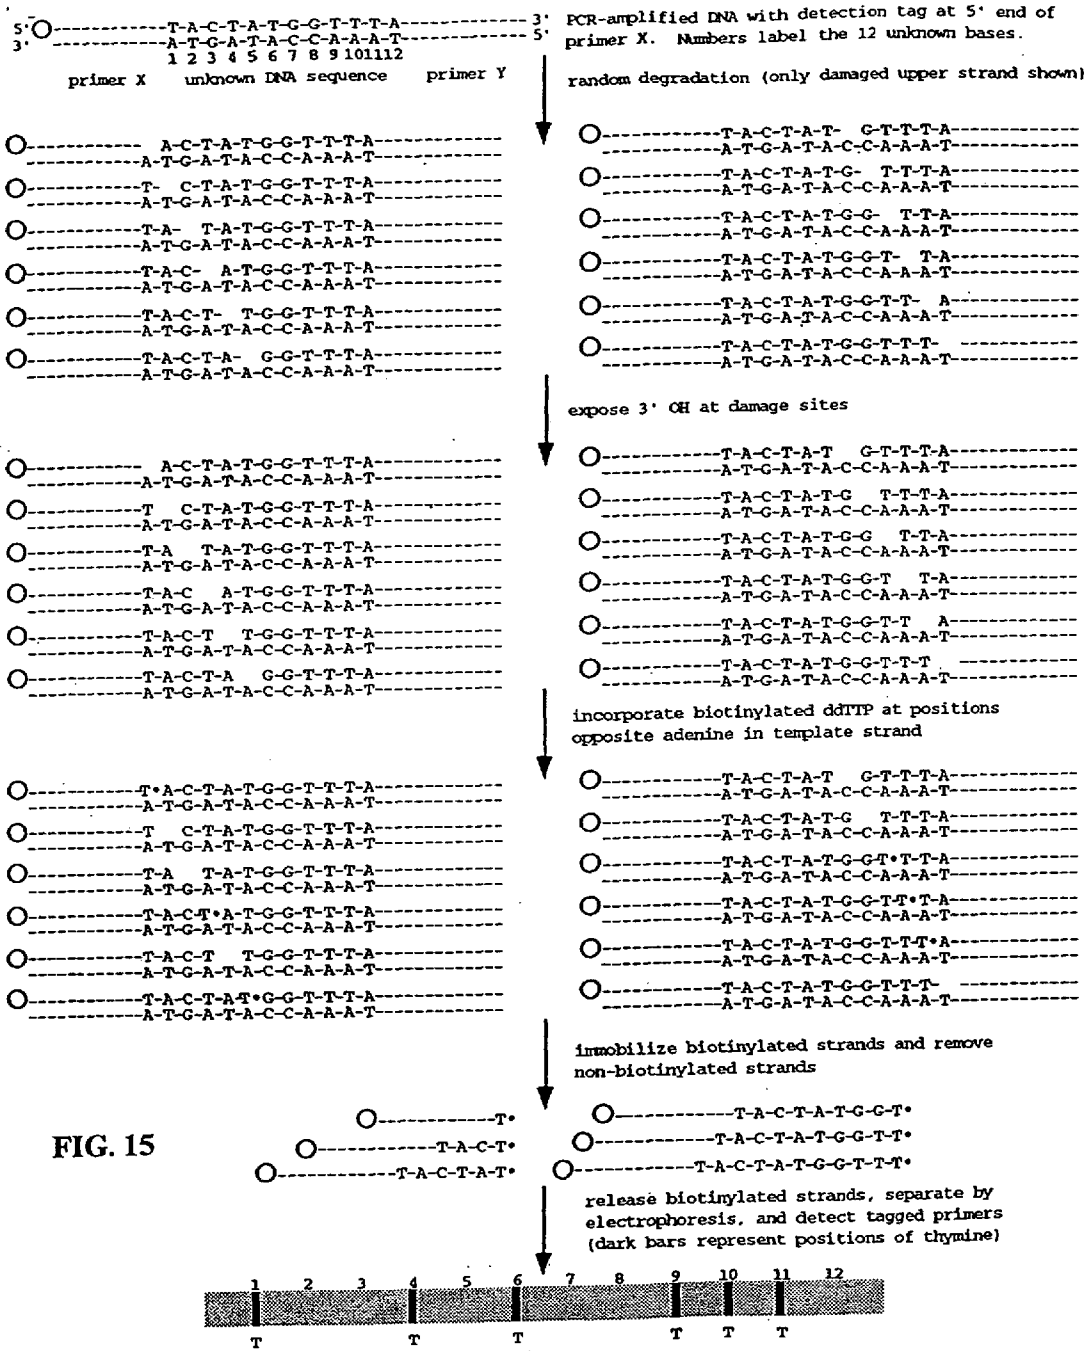 5' -----------T-A-C-T-A-T-G-G-T-T-T-A------------- 3'
3' -----------A-T-G-A-T-A-C-C-A-A-A-T------------- 5'
1 2 3 4 5 6 7 8 9 10 11 12
primer X unknown DNA sequence primer Y
PCR-amplified DNA with detection tag at 5' end of
primer X. Numbers label the 12 unknown bases.
random degradation (only damaged upper strand shown)
----------- A-C-T-A-T-G-G-T-T-T-A-------------
-----------A-T-G-A-T-A-C-C-A-A-A-T-------------
-----------T- C-T-A-T-G-G-T-T-T-A-------------
-----------A-T-G-A-T-A-C-C-A-A-A-T-------------
-----------T-A- T-A-T-G-G-T-T-T-A-------------
-----------A-T-G-A-T-A-C-C-A-A-A-T-------------
-----------T-A-C- A-T-G-G-T-T-T-A-------------
-----------A-T-G-A-T-A-C-C-A-A-A-T-------------
-----------T-A-C-T- T-G-G-T-T-T-A-------------
-----------A-T-G-A-T-A-C-C-A-A-A-T-------------
-----------T-A-C-T-A- G-G-T-T-T-A-------------
-----------A-T-G-A-T-A-C-C-A-A-A-T-------------
-----------T-A-C-T-A-T- G-T-T-T-A-------------
-----------A-T-G-A-T-A-C-C-A-A-A-T-------------
-----------T-A-C-T-A-T-G- T-T-T-A-------------
-----------A-T-G-A-T-A-C-C-A-A-A-T-------------
-----------T-A-C-T-A-T-G-G- T-T-A-------------
-----------A-T-G-A-T-A-C-C-A-A-A-T-------------
-----------T-A-C-T-A-T-G-G-T- T-A-------------
-----------A-T-G-A-T-A-C-C-A-A-A-T-------------
-----------T-A-C-T-A-T-G-G-T-T- A-------------
-----------A-T-G-A-T-A-C-C-A-A-A-T-------------
-----------T-A-C-T-A-T-G-G-T-T-T- -------------
-----------A-T-G-A-T-A-C-C-A-A-A-T-------------
expose 3' OH at damage sites
----------- A-C-T-A-T-G-G-T-T-T-A-------------
-----------A-T-G-A-T-A-C-C-A-A-A-T-------------
-----------T C-T-A-T-G-G-T-T-T-A-------------
-----------A-T-G-A-T-A-C-C-A-A-A-T-------------
-----------T-A T-A-T-G-G-T-T-T-A-------------
-----------A-T-G-A-T-A-C-C-A-A-A-T-------------
-----------T-A-C A-T-G-G-T-T-T-A-------------
-----------A-T-G-A-T-A-C-C-A-A-A-T-------------
-----------T-A-C-T T-G-G-T-T-T-A-------------
-----------A-T-G-A-T-A-C-C-A-A-A-T-------------
-----------T-A-C-T-A G-G-T-T-T-A-------------
-----------A-T-G-A-T-A-C-C-A-A-A-T-------------
-----------T-A-C-T-A-T G-T-T-T-A-------------
-----------A-T-G-A-T-A-C-C-A-A-A-T-------------
-----------T-A-C-T-A-T-G T-T-T-A-------------
-----------A-T-G-A-T-A-C-C-A-A-A-T-------------
-----------T-A-C-T-A-T-G-G T-T-A-------------
-----------A-T-G-A-T-A-C-C-A-A-A-T-------------
-----------T-A-C-T-A-T-G-G-T T-A-------------
-----------A-T-G-A-T-A-C-C-A-A-A-T-------------
-----------T-A-C-T-A-T-G-G-T-T A-------------
-----------A-T-G-A-T-A-C-C-A-A-A-T-------------
-----------T-A-C-T-A-T-G-G-T-T-T -------------
-----------A-T-G-A-T-A-C-C-A-A-A-T-------------
incorporate biotinylated ddTTP at positions
opposite adenine in template strand
-----------T•A-C-T-A-T-G-G-T-T-T-A-------------
-----------A-T-G-A-T-A-C-C-A-A-A-T-------------
-----------T C-T-A-T-G-G-T-T-T-A-------------
-----------A-T-G-A-T-A-C-C-A-A-A-T-------------
-----------T-A T-A-T-G-G-T-T-T-A-------------
-----------A-T-G-A-T-A-C-C-A-A-A-T-------------
-----------T-A-C-T•A-T-G-G-T-T-T-A-------------
-----------A-T-G-A-T-A-C-C-A-A-A-T-------------
-----------T-A-C-T T-G-G-T-T-T-A-------------
-----------A-T-G-A-T-A-C-C-A-A-A-T-------------
-----------T-A-C-T-A-T•G-G-T-T-T-A-------------
-----------A-T-G-A-T-A-C-C-A-A-A-T-------------
-----------T-A-C-T-A-T G-T-T-T-A-------------
-----------A-T-G-A-T-A-C-C-A-A-A-T-------------
-----------T-A-C-T-A-T-G T-T-T-A-------------
-----------A-T-G-A-T-A-C-C-A-A-A-T-------------
-----------T-A-C-T-A-T-G-G-T•T-T-A-------------
-----------A-T-G-A-T-A-C-C-A-A-A-T-------------
-----------T-A-C-T-A-T-G-G-T-T•T-A-------------
-----------A-T-G-A-T-A-C-C-A-A-A-T-------------
-----------T-A-C-T-A-T-G-G-T-T-T•A-------------
-----------A-T-G-A-T-A-C-C-A-A-A-T-------------
-----------T-A-C-T-A-T-G-G-T-T-T- -------------
-----------A-T-G-A-T-A-C-C-A-A-A-T-------------
immobilize biotinylated strands and remove
non-biotinylated strands
FIG. 15
-----------T•
-----------T-A-C-T•
-----------T-A-C-T-A-T•
-----------T-A-C-T-A-T-G-G-T•
-----------T-A-C-T-A-T-G-G-T-T•
-----------T-A-C-T-A-T-G-G-T-T-T•
release biotinylated strands, separate by
electrophoresis, and detect tagged primers
(dark bars represent positions of thymine)
1 2 3 4 5 6 7 8 9 10 11 12
T T T T T T